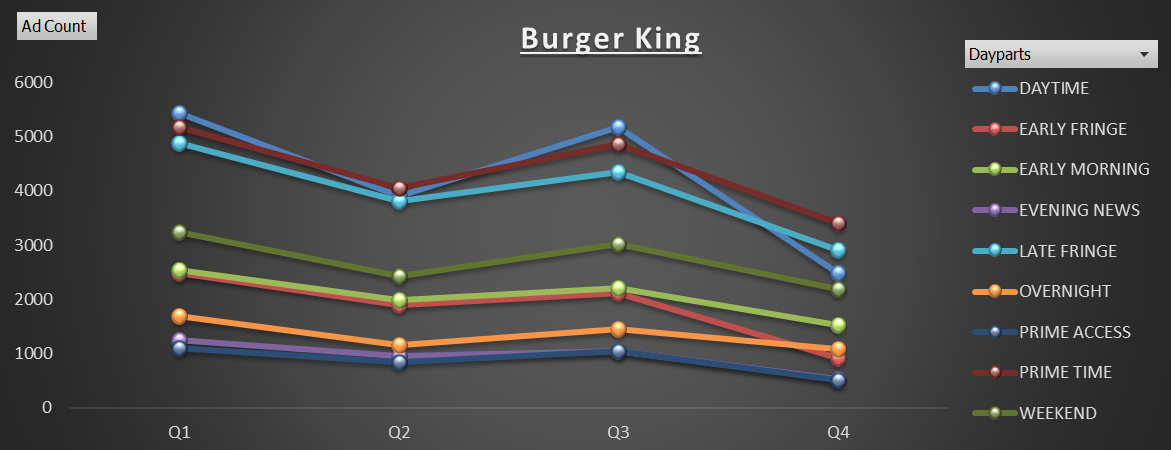 Ad Count
Burger King
Dayparts
6000
5000
4000
3000
2000
1000
0
Q1 Q2 Q3 Q4
DAYTIME
EARLY FRINGE
EARLY MORNING
EVENING NEWS
LATE FRINGE
OVERNIGHT
PRIME ACCESS
PRIME TIME
WEEKEND